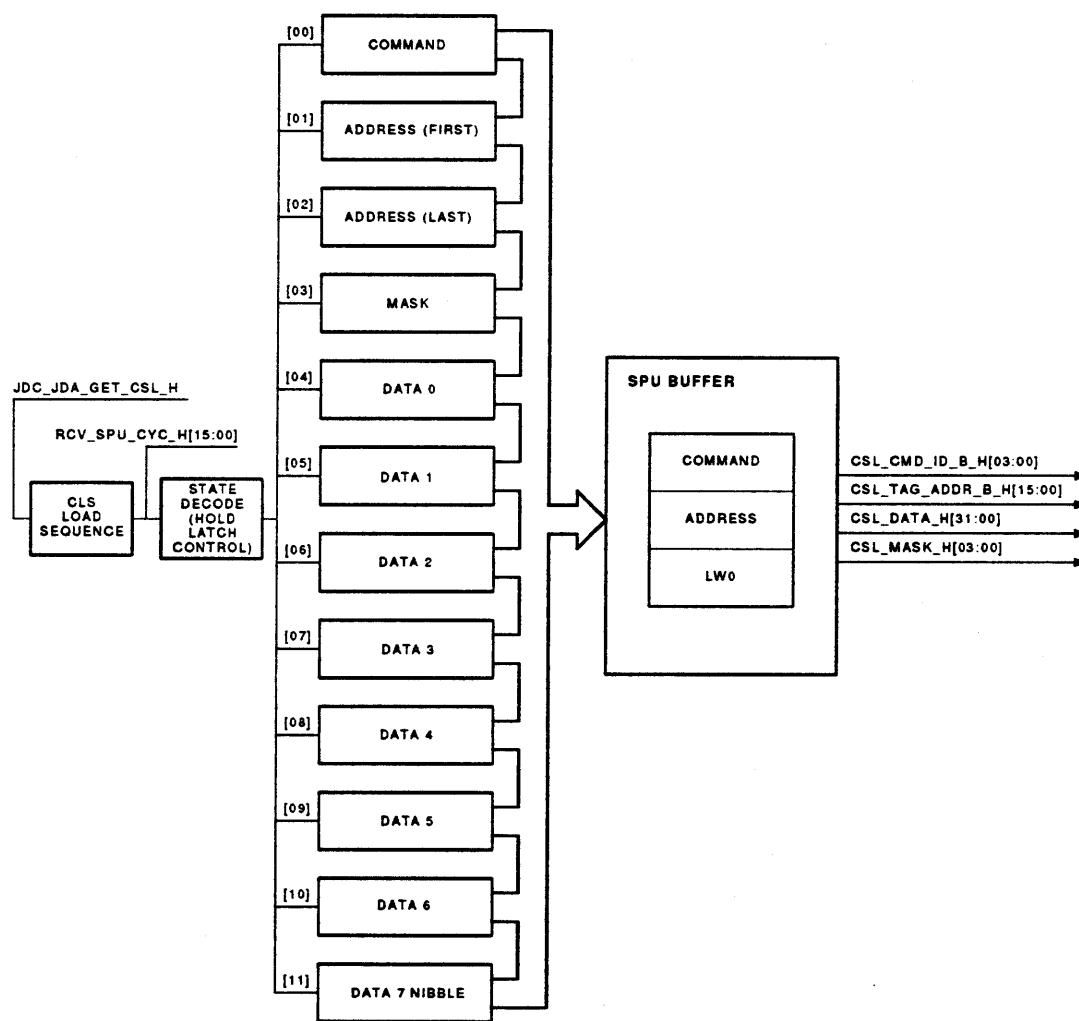 [00]
COMMAND
[01]
ADDRESS (FIRST)
[02]
ADDRESS (LAST)
[03]
MASK
[04]
DATA 0
JDC_JDA_GET_CSL_H
RCV_SPU_CYC_H[15:00]
CLS
LOAD
SEQUENCE
STATE
DECODE
(HOLD
LATCH
CONTROL)
[05]
DATA 1
[06]
DATA 2
[07]
DATA 3
[08]
DATA 4
[09]
DATA 5
[10]
DATA 6
[11]
DATA 7 NIBBLE
SPU BUFFER
COMMAND
ADDRESS
LW0
CSL_CMD_ID_B_H[03:00]
CSL_TAG_ADDR_B_H[15:00]
CSL_DATA_H[31:00]
CSL_MASK_H[03:00]